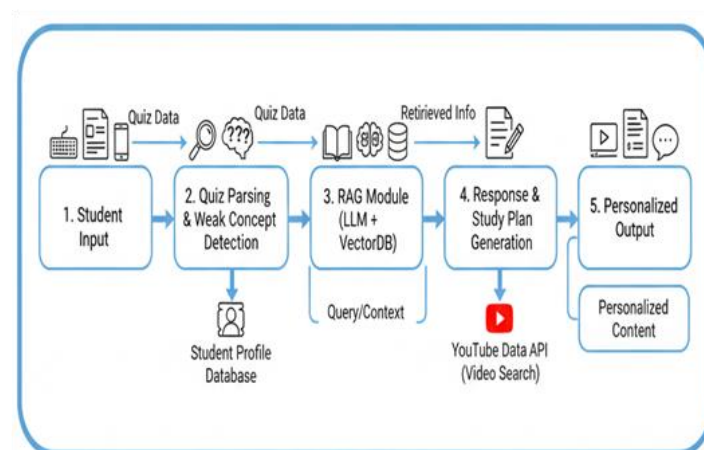 Quiz Data
Quiz Data
Retirieved Info
???
1. Student
Input
2. Quiz Parsing
& Weak Concept
Detection
3. RAG Module
(LLM +
VectorDB)
4. Response &
Study Plan
Generation
5. Personalized
Output
Query/Context
Personalized
Content
Student Profile
Database
YouTube Data API
(Video Search)